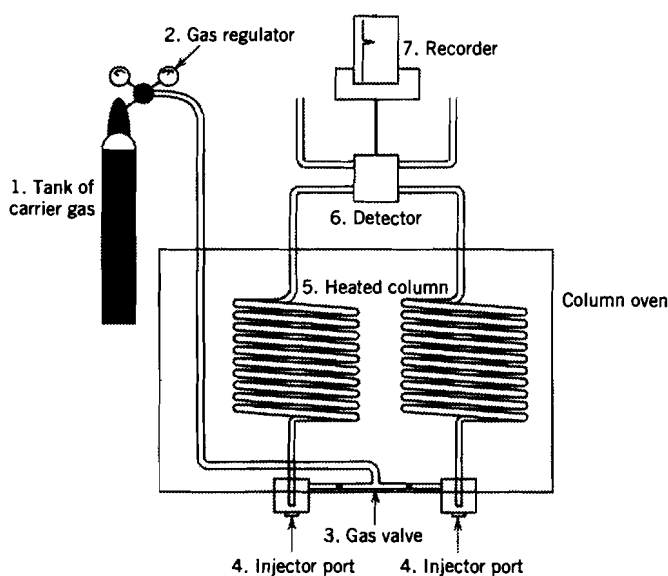 2. Gas regulator
7. Recorder
1. Tank of
carrier gas
6. Detector
5. Heated column
Column oven
3. Gas valve
4. Injector port
4. Injector port